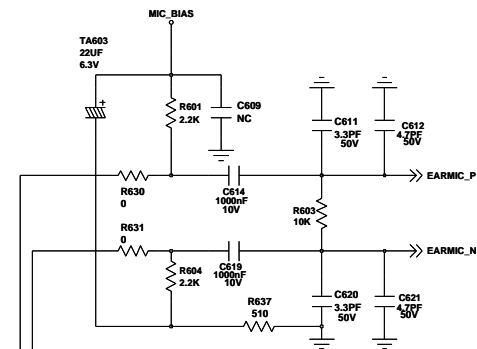 MIC_BIAS
TA603
22UF
6.3V
+
R601
2.2K
C609
NC
C611
3.3PF
50V
C612
4.7PF
50V
EARMIC_P
R630
0
C614
1000nF
10V
R603
10K
R631
0
EARMIC_N
R604
2.2K
C619
1000nF
10V
R637
510
C620
3.3PF
50V
C621
4.7PF
50V